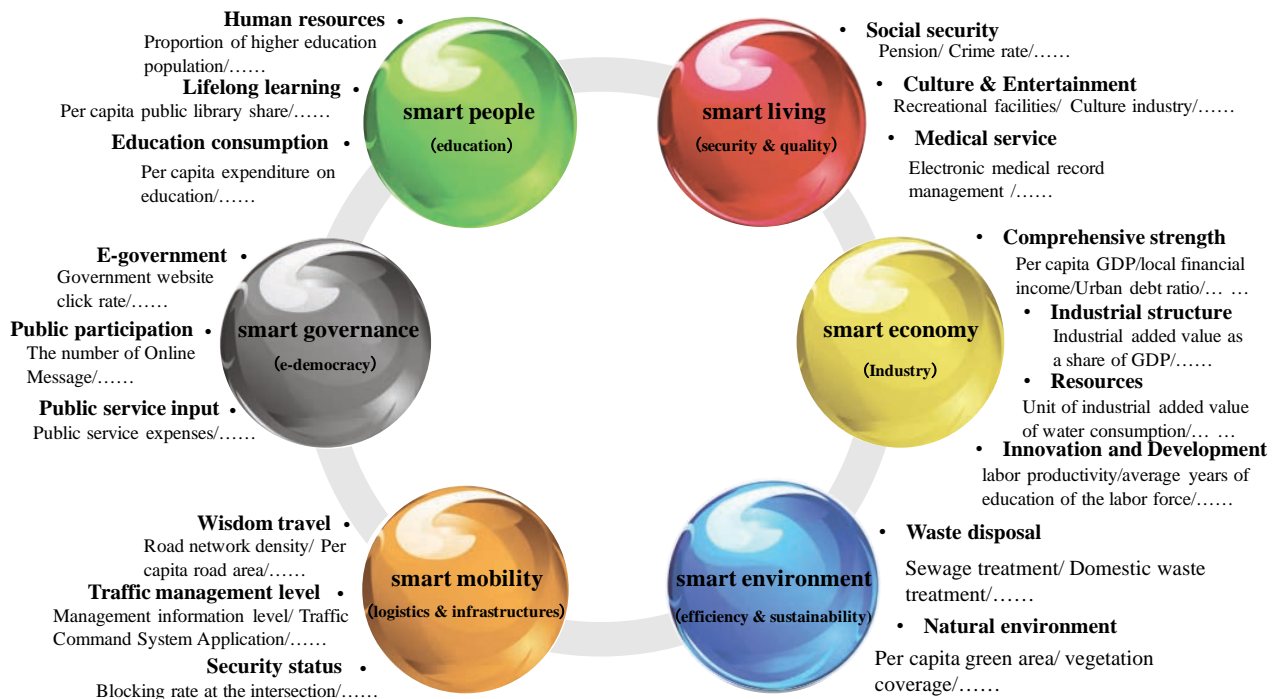 Human resources •
Proportion of higher education
population/……
Lifelong learning •
Per capita public library share/……
Education consumption •
Per capita expenditure on
education/……
smart people
(education)
• Social security
Pension/ Crime rate/……
• Culture & Entertainment
Recreational facilities/ Culture industry/……
• Medical service
Electronic medical record
management /……
smart living
(security & quality)
E-government •
Government website
click rate/……
Public participation •
The number of Online
Message/……
Public service input •
Public service expenses/……
smart governance
(e-democracy)
• Comprehensive strength
Per capita GDP/local financial
income/Urban debt ratio/… …
• Industrial structure
Industrial added value as
a share of GDP/……
• Resources
Unit of industrial added value
of water consumption/… …
• Innovation and Development
labor productivity/average years of
education of the labor force/……
smart economy
(Industry)
Wisdom travel •
Road network density/ Per
capita road area/……
Traffic management level •
Management information level/ Traffic
Command System Application/……
Security status •
Blocking rate at the intersection/……
smart mobility
(logistics & infrastructures)
• Waste disposal
Sewage treatment/ Domestic waste
treatment/……
• Natural environment
Per capita green area/ vegetation
coverage/……
smart environment
(efficiency & sustainability)